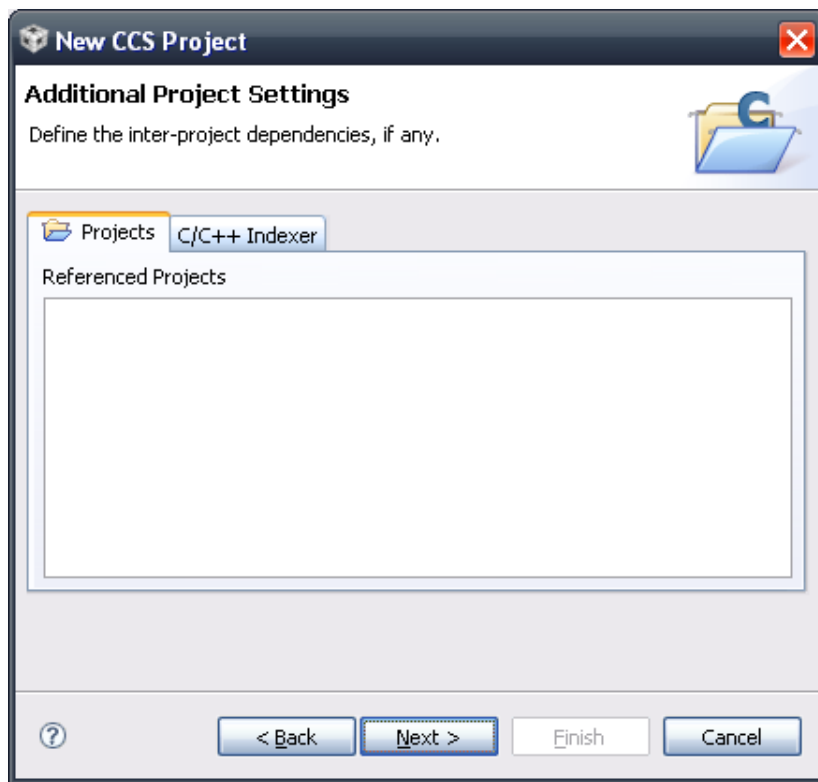 New CCS Project
Additional Project Settings
Define the inter-project dependencies, if any.
Projects
C/C++ Indexer
Referenced Projects
?
< Back
Next >
Finish
Cancel